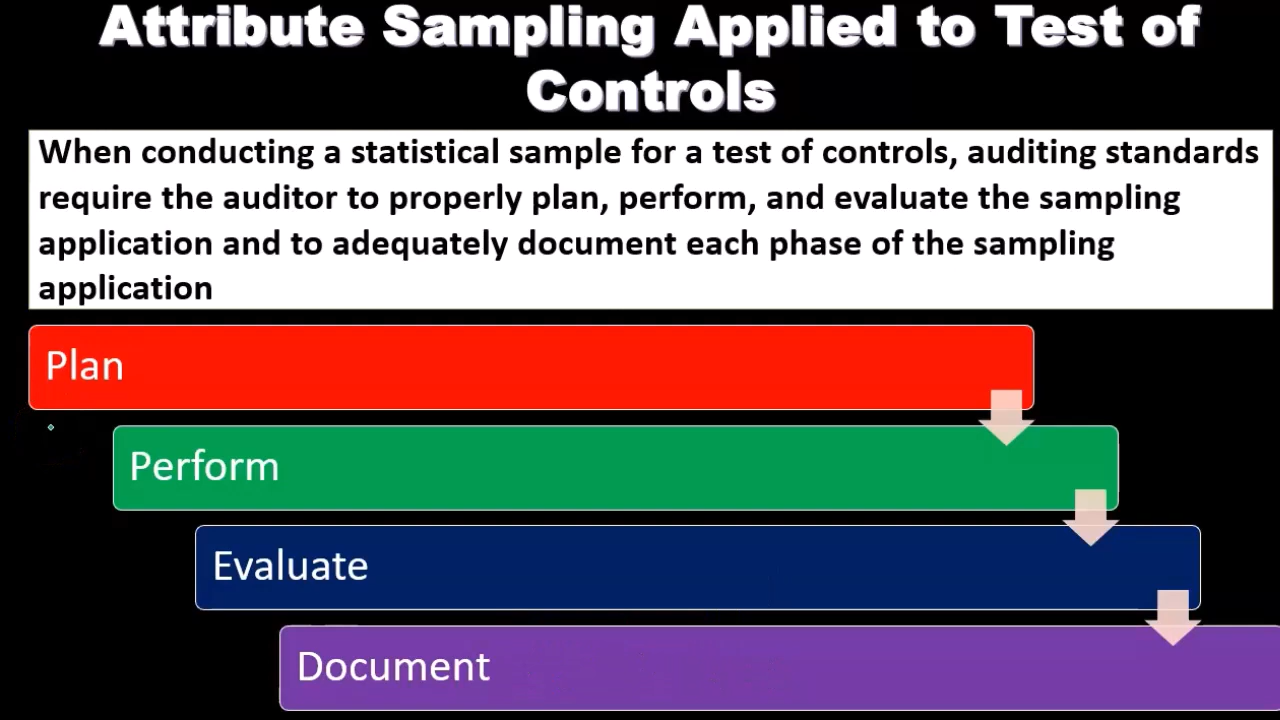 Attribute Sampling Applied to Test of
Controls
When conducting a statistical sample for a test of controls, auditing standards
require the auditor to properly plan, perform, and evaluate the sampling
application and to adequately document each phase of the sampling
application
Plan
Perform
Evaluate
Document